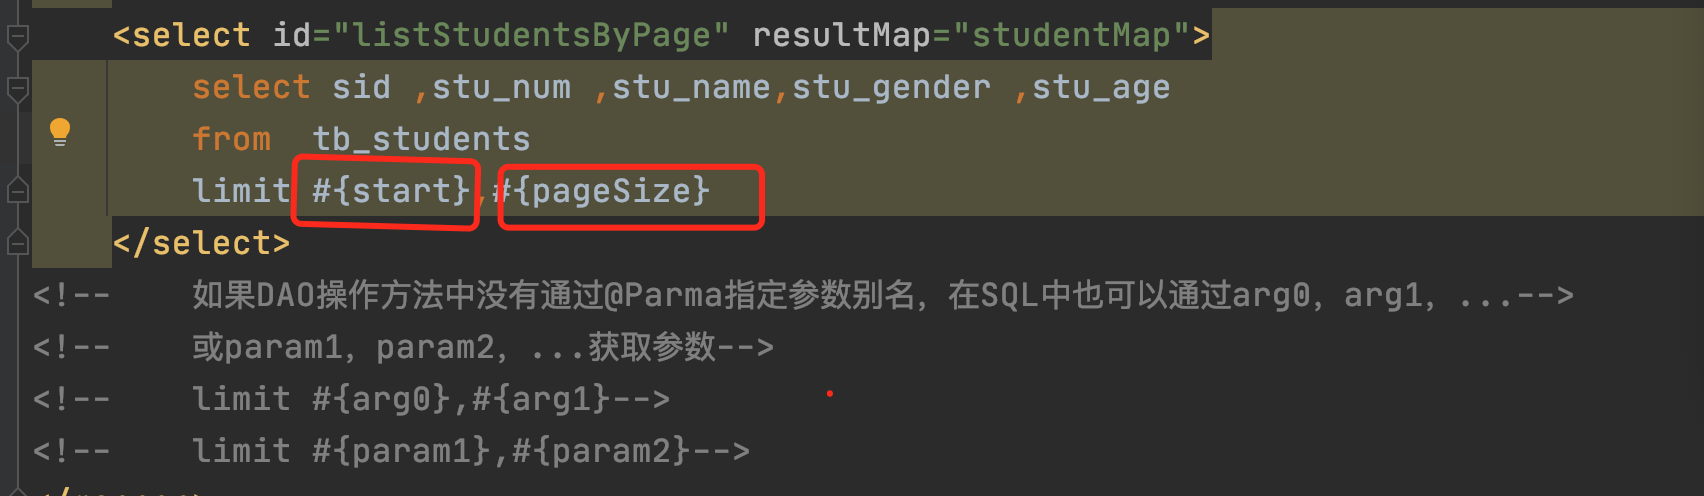 <select id="listStudentsByPage" resultMap="studentMap">
select sid ,stu_num ,stu_name,stu_gender ,stu_age
from tb_students
limit #{start},#{pageSize}
</select>
<!-- 如果DAO操作方法中没有通过@Parma指定参数别名，在SQL中也可以通过arg0，arg1，...-->
<!-- 或param1，param2，...获取参数-->
<!-- limit #{arg0},#{arg1}-->
<!-- limit #{param1},#{param2}-->